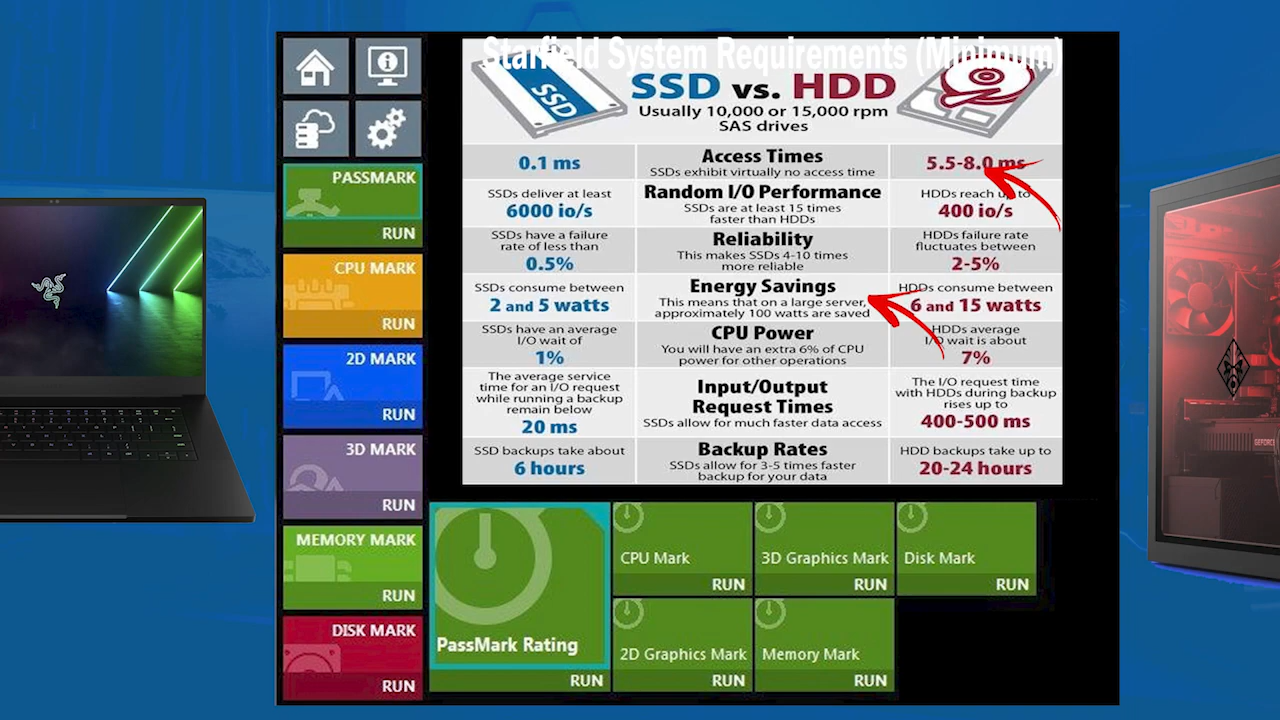 Starfield System Requirements (Minimum)
SSD
SSD vs. HDD
Usually 10,000 or 15,000 rpm
SAS drives
0.1 ms
Access Times
SSDs exhibit virtually no access time
5.5-8.0 ms
SSDs deliver at least
6000 io/s
Random I/O Performance
SSDs are at least 15 times
faster than HDDs
HDDs reach up to
400 io/s
SSDs have a failure
rate of less than
0.5%
Reliability
This makes SSDs 4-10 times
more reliable
HDDs failure rate
fluctuates between
2-5%
SSDs consume between
2 and 5 watts
Energy Savings
This means that on a large server,
approximately 100 watts are saved
HDDs consume between
6 and 15 watts
SSDs have an average
I/O wait of
1%
CPU Power
You will have an extra 6% of CPU
power for other operations
HDDs average
I/O wait is about
7%
The average service
time for an I/O request
while running a backup
remain below
20 ms
Input/Output
Request Times
SSDs allow for much faster data access
The I/O request time
with HDDs during backup
rises up to
400-500 ms
SSD backups take about
6 hours
Backup Rates
SSDs allow for 3-5 times faster
backup for your data
HDD backups take up to
20-24 hours
PASSMARK
RUN
CPU MARK
RUN
2D MARK
RUN
3D MARK
RUN
MEMORY MARK
RUN
DISK MARK
RUN
PassMark Rating
RUN
CPU Mark
RUN
3D Graphics Mark
RUN
Disk Mark
RUN
2D Graphics Mark
RUN
Memory Mark
RUN
GEFORCE